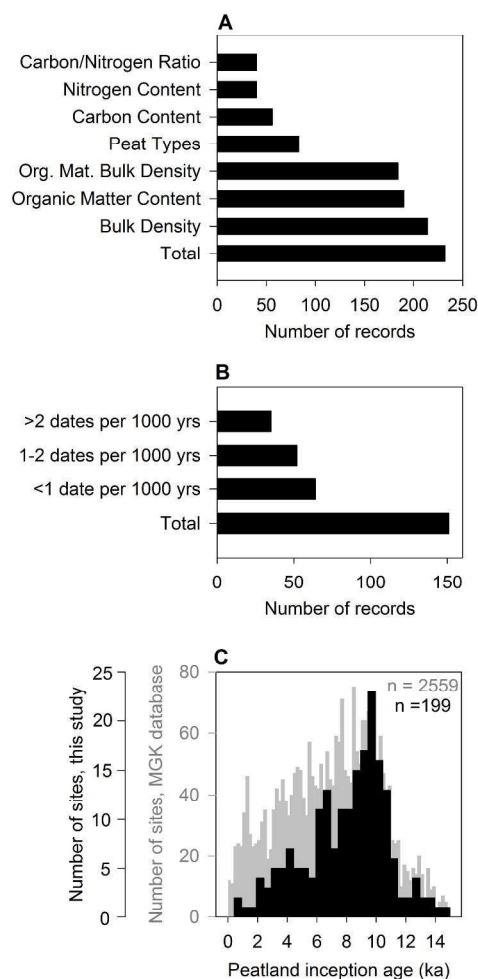 A
Carbon/Nitrogen Ratio
Nitrogen Content
Carbon Content
Peat Types
Org. Mat. Bulk Density
Organic Matter Content
Bulk Density
Total
0 50 100 150 200 250
Number of records
B
>2 dates per 1000 yrs
1-2 dates per 1000 yrs
<1 date per 1000 yrs
Total
0 50 100 150
Number of records
C
Number of sites, this study
25
20
15
10
5
0
Number of sites, MGK database
80
60
40
20
0
n = 2559
n =199
0 2 4 6 8 10 12 14
Peatland inception age (ka)